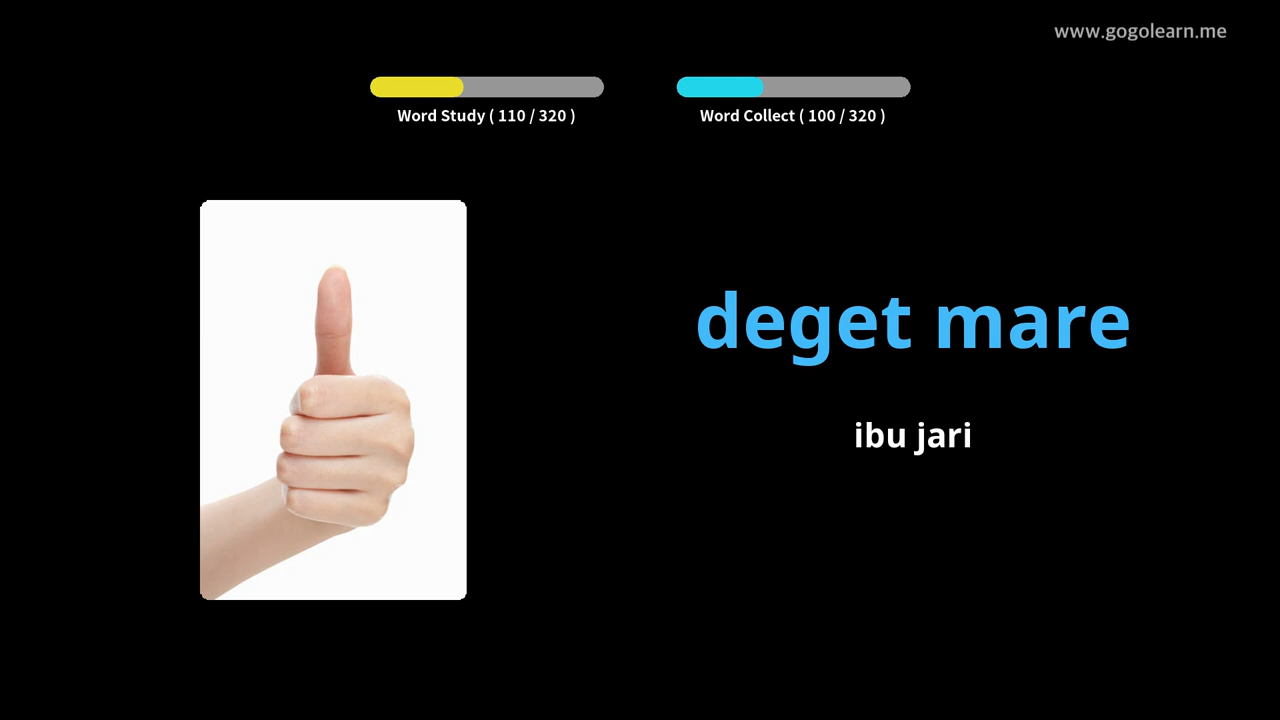 www.gogolearn.me
Word Study ( 110 / 320 )
Word Collect ( 100 / 320 )
deget mare
ibu jari